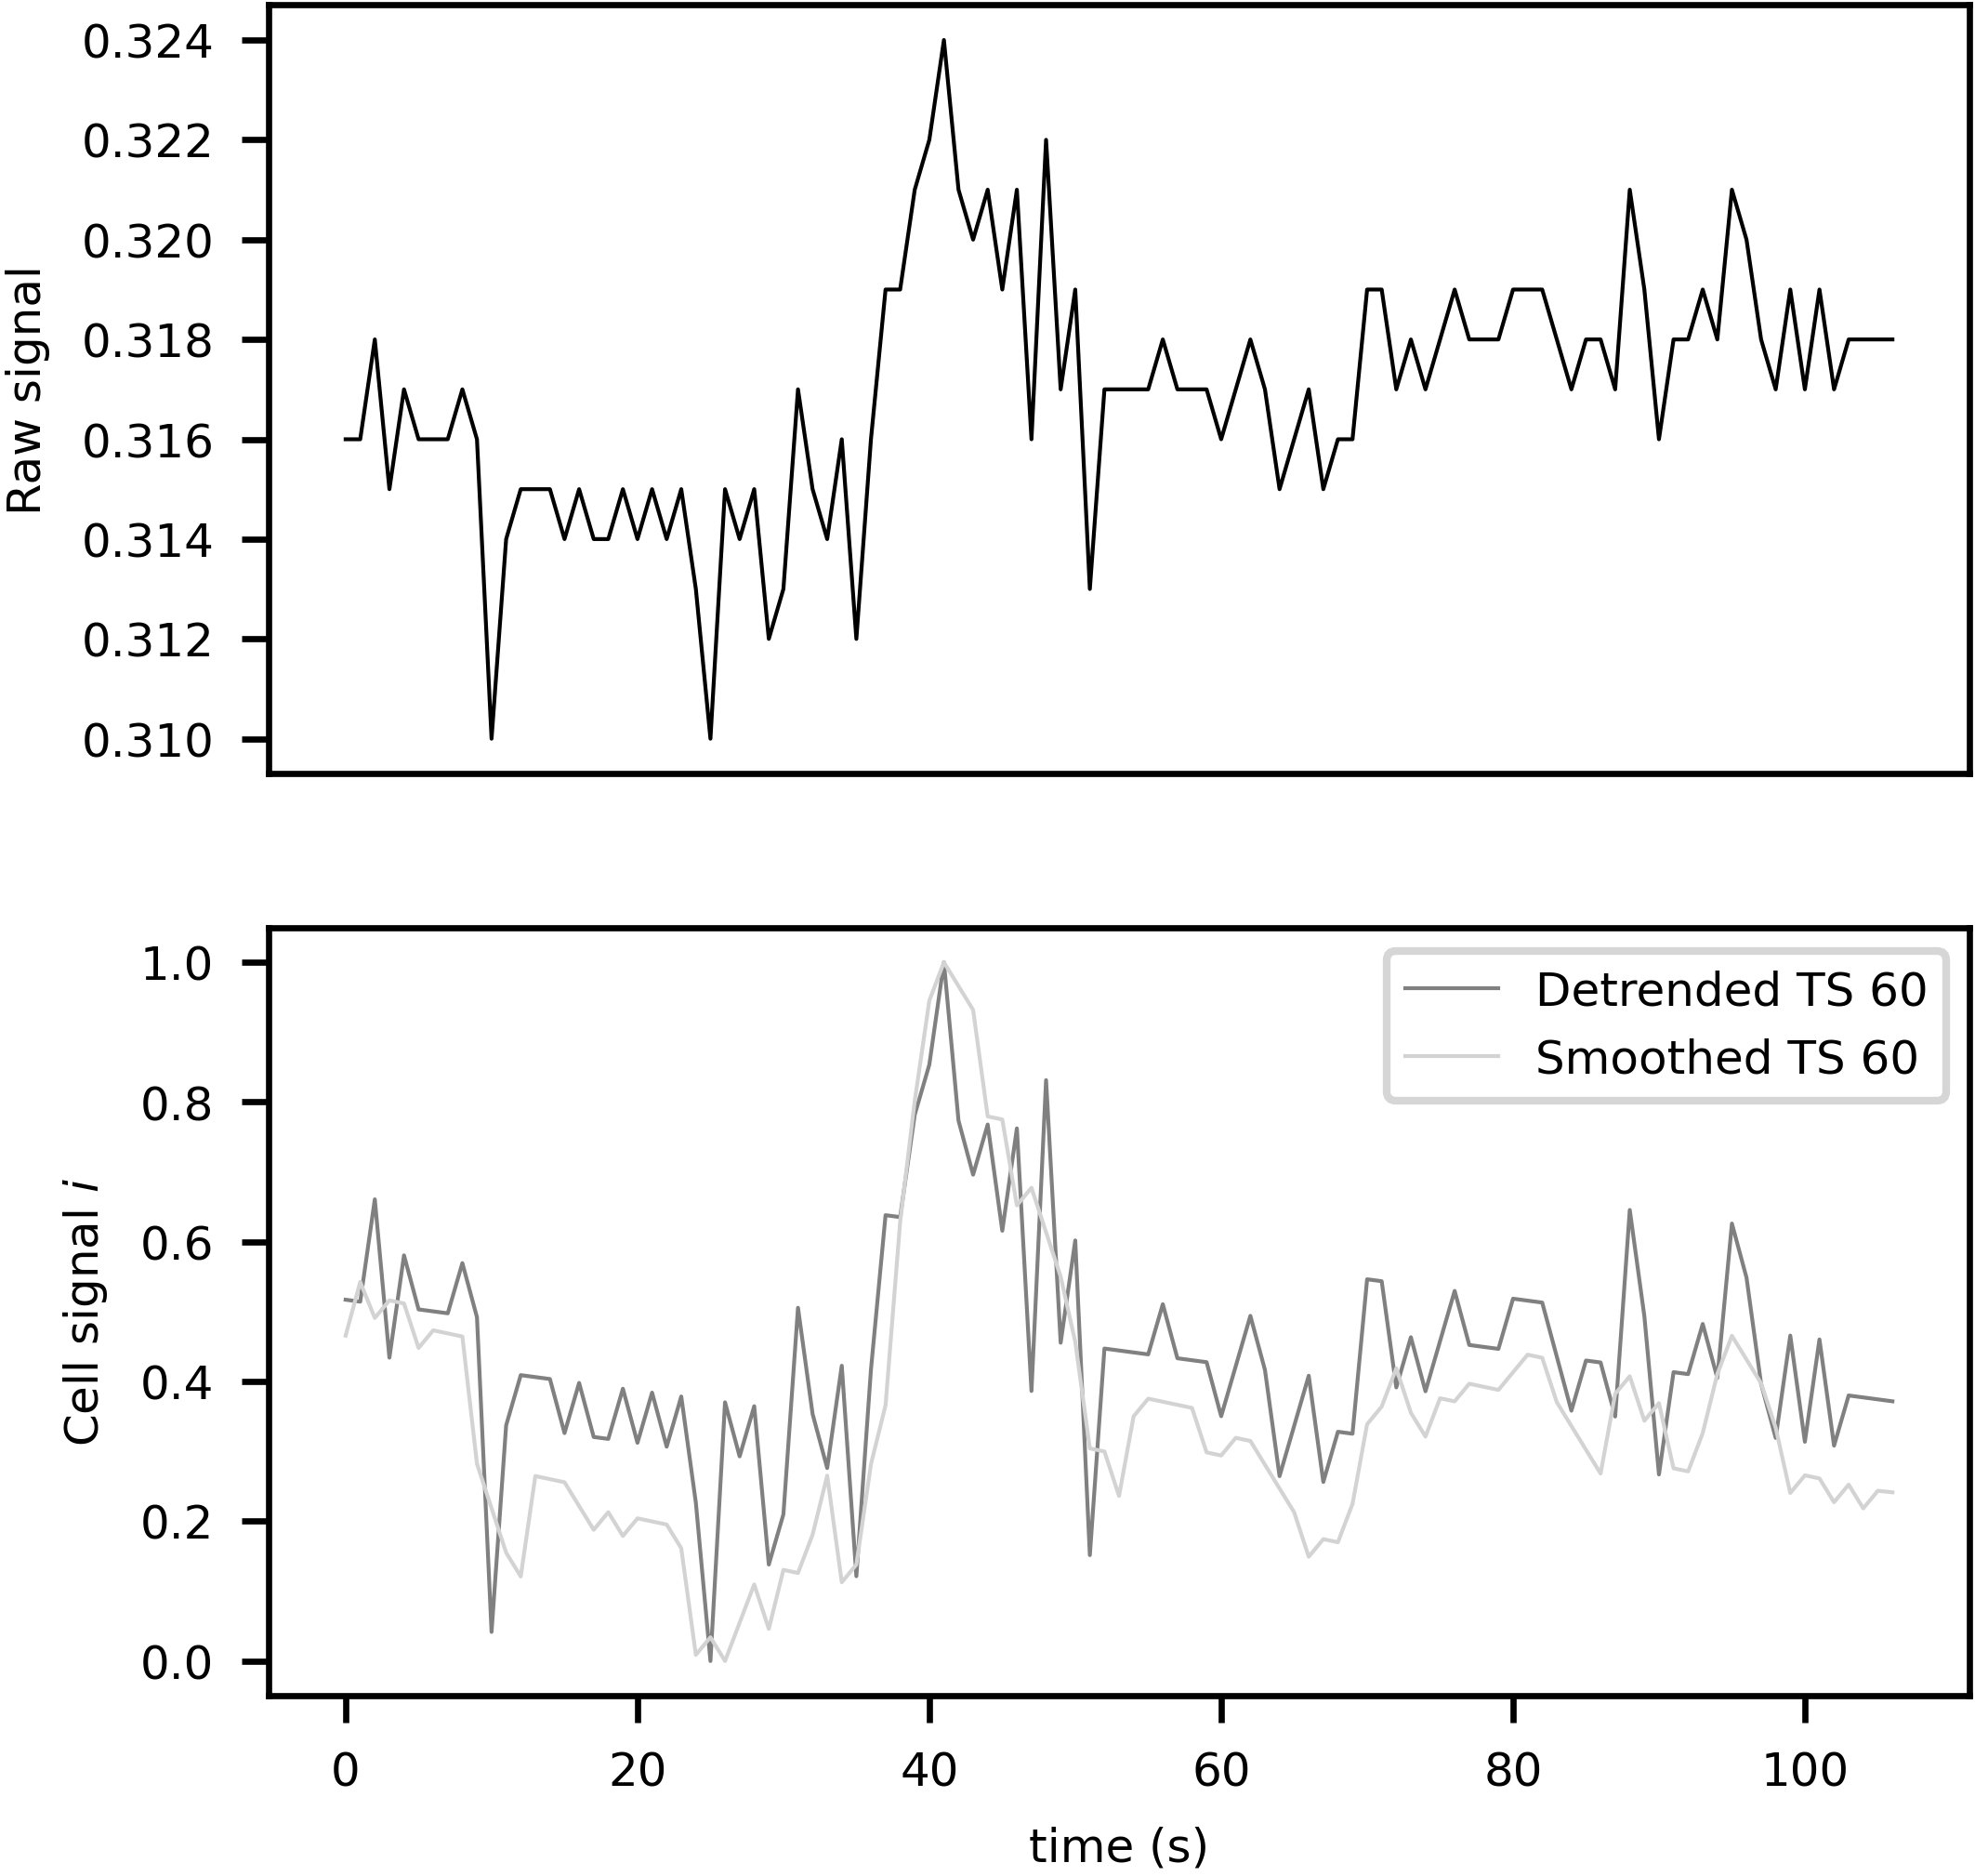 Raw signal
0.324
0.322
0.320
0.318
0.316
0.314
0.312
0.310
Cell signal i
1.0
0.8
0.6
0.4
0.2
0.0
Detrended TS 60
Smoothed TS 60
0 20 40 60 80 100
time (s)